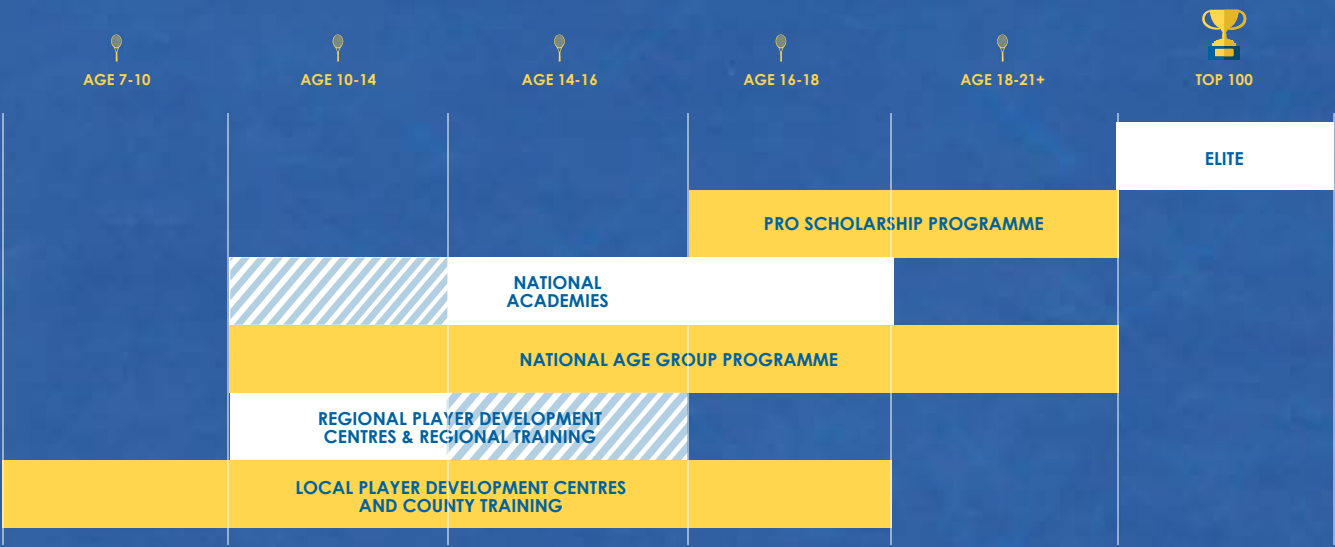 AGE 7-10
AGE 10-14
AGE 14-16
AGE 16-18
AGE 18-21+
TOP 100
ELITE
PRO SCHOLARSHIP PROGRAMME
NATIONAL
ACADEMIES
NATIONAL AGE GROUP PROGRAMME
REGIONAL PLAYER DEVELOPMENT
CENTRES & REGIONAL TRAINING
LOCAL PLAYER DEVELOPMENT CENTRES
AND COUNTY TRAINING